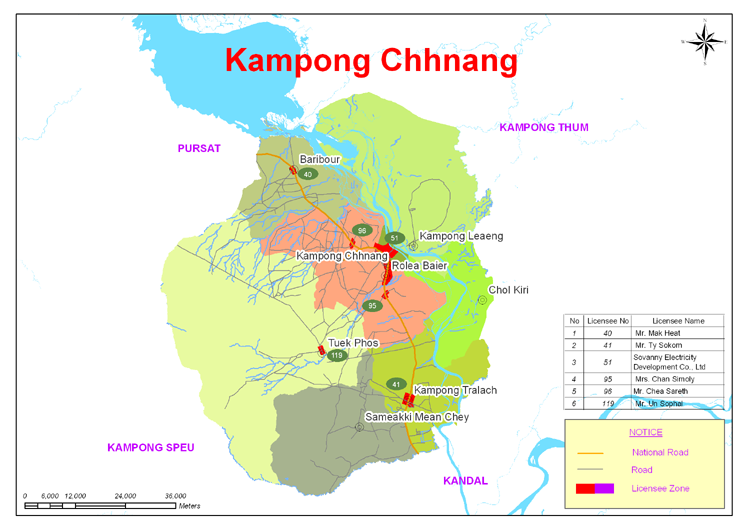 Kampong Chhnang
KAMPONG THUM
PURSAT
Baribour
40
96
51
Kampong Leaeng
Kampong Chhnang
Rolea Baier
Chol Kiri
95
Tuek Phos
119
41
Kampong Tralach
Sameakki Mean Chey
KAMPONG SPEU
KANDAL
No Licensee No Licensee Name
1 40 Mr. Mak Heat
2 41 Mr. Ty Sokom
3 51 Sovanny Electricity
Development Co., Ltd
4 95 Mrs. Chan Simoly
5 96 Mr. Chea Sareth
6 119 Mr. Un Sophal
NOTICE
National Road
Road
Licensee Zone
0 6,000 12,000 24,000 36,000
Meters